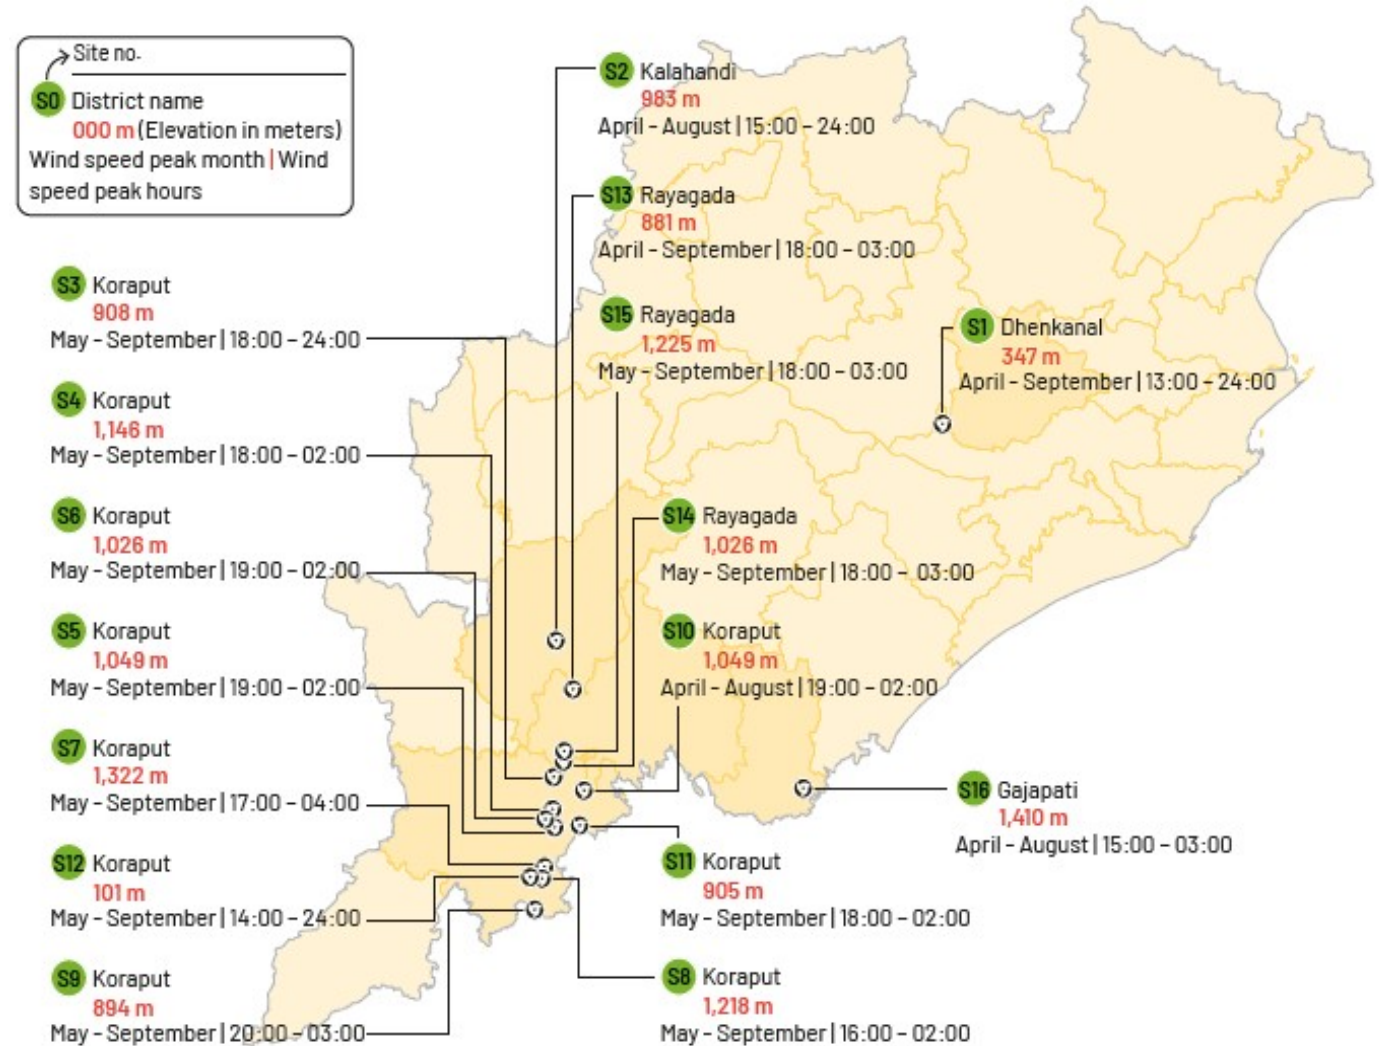 Site no.
S0 District name
000 m (Elevation in meters)
Wind speed peak month | Wind
speed peak hours
S2 Kalahandi
983 m
April - August | 15:00 - 24:00
S13 Rayagada
881 m
April - September | 18:00 - 03:00
S15 Rayagada
1,225 m
May - September | 18:00 - 03:00
S1 Dhenkanal
347 m
April - September | 13:00 - 24:00
S3 Koraput
908 m
May - September | 18:00 - 24:00
S4 Koraput
1,146 m
May - September | 18:00 - 02:00
S6 Koraput
1,026 m
May - September | 19:00 - 02:00
S5 Koraput
1,049 m
May - September | 19:00 - 02:00
S7 Koraput
1,322 m
May - September | 17:00 - 04:00
S12 Koraput
101 m
May - September | 14:00 - 24:00
S9 Koraput
894 m
May - September | 20:00 - 03:00
S14 Rayagada
1,026 m
May - September | 18:00 - 03:00
S10 Koraput
1,049 m
April - August | 19:00 - 02:00
S16 Gajapati
1,410 m
April - August | 15:00 - 03:00
S11 Koraput
905 m
May - September | 18:00 - 02:00
S8 Koraput
1,218 m
May - September | 16:00 - 02:00